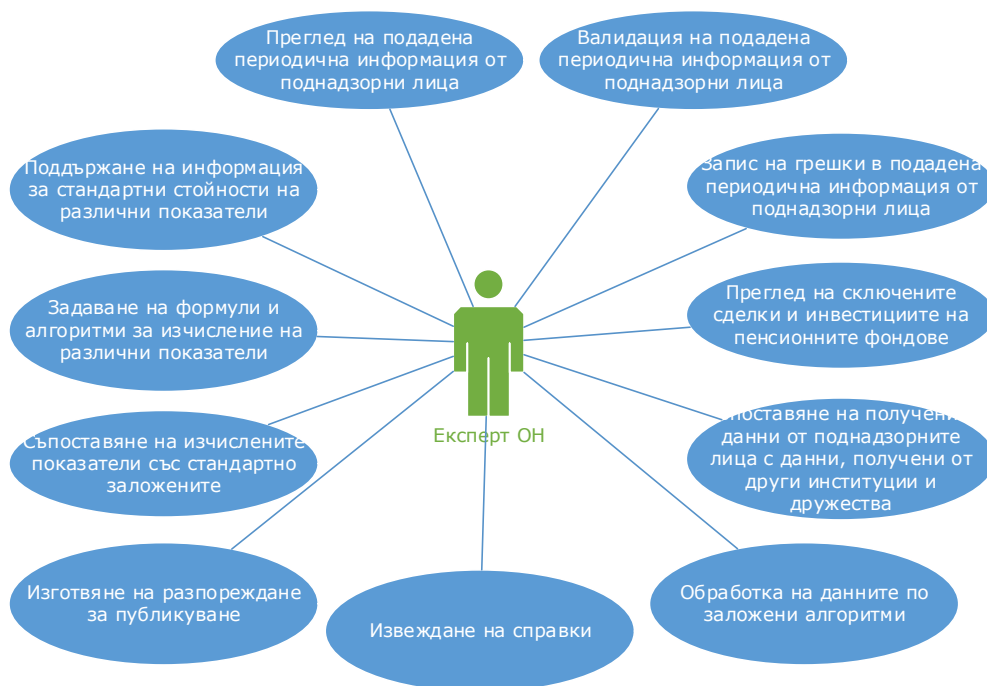 Преглед на подадена
периодична информация от
поднадзорни лица
Валидация на подадена
периодична информация от
поднадзорни лица
Поддържане на информация
за стандартни стойности на
различни показатели
Запис на грешки в подадена
периодична информация от
поднадзорни лица
Задаване на формули и
алгоритми за изчисление на
различни показатели
Преглед на сключените
сделки и инвестициите на
пенсионните фондове
Експерт ОН
Съпоставяне на изчислените
показатели със стандартно
заложените
на
данни от поднадзорните
лица с данни, получени от
други институции и
дружества
Изготвяне на разпореждане
за публикуване
Извеждане на справки
Обработка на данните по
заложени алгоритми